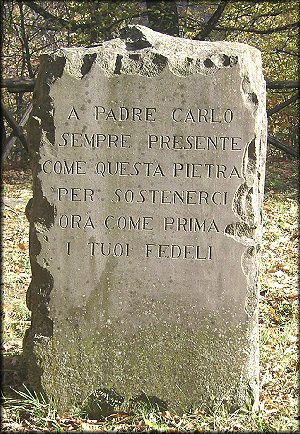 A PADRE CARLO
SEMPRE PRESENTE
COME QUESTA PIETRA
PER SOSTENERCI
ORA COME PRIMA
I TUOI FEDELI